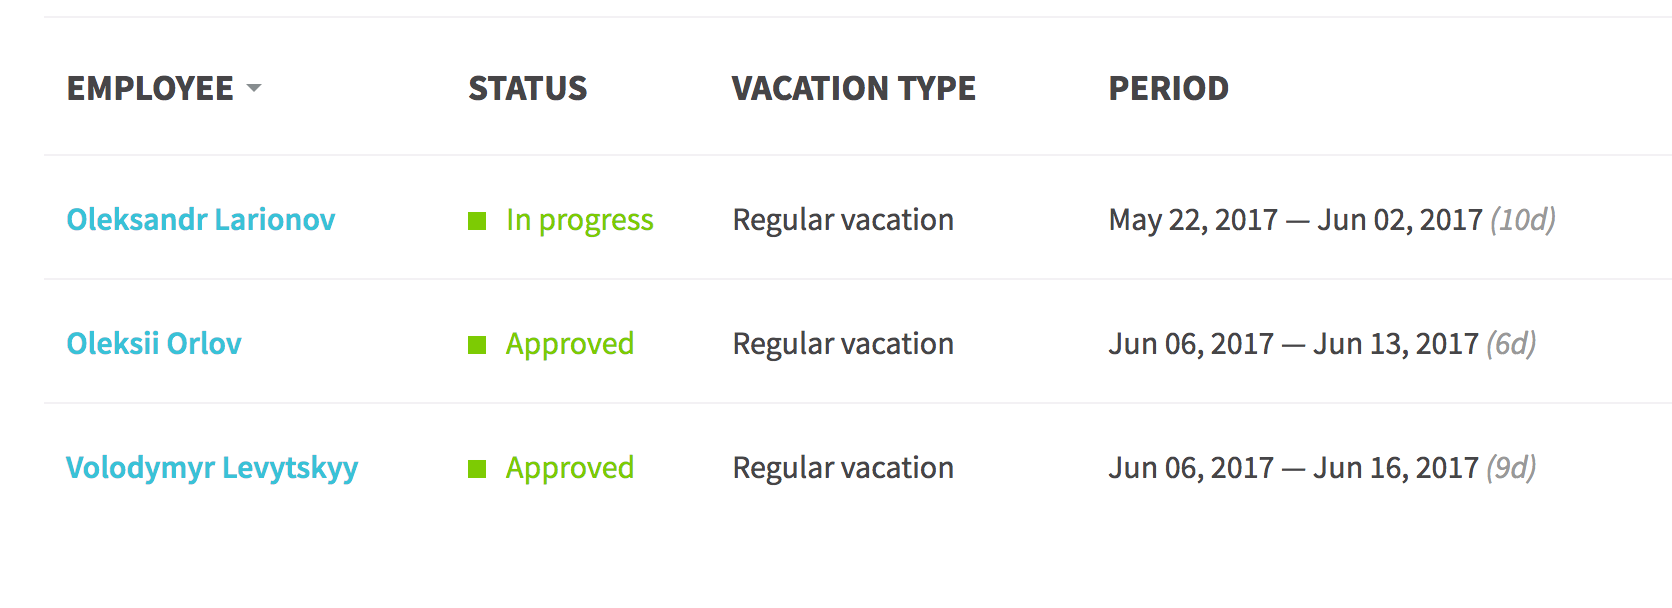 EMPLOYEE STATUS VACATION TYPE PERIOD
Oleksandr Larionov In progress Regular vacation May 22, 2017 — Jun 02, 2017 (10d)
Oleksii Orlov Approved Regular vacation Jun 06, 2017 — Jun 13, 2017 (6d)
Volodymyr Levytskyy Approved Regular vacation Jun 06, 2017 — Jun 16, 2017 (9d)